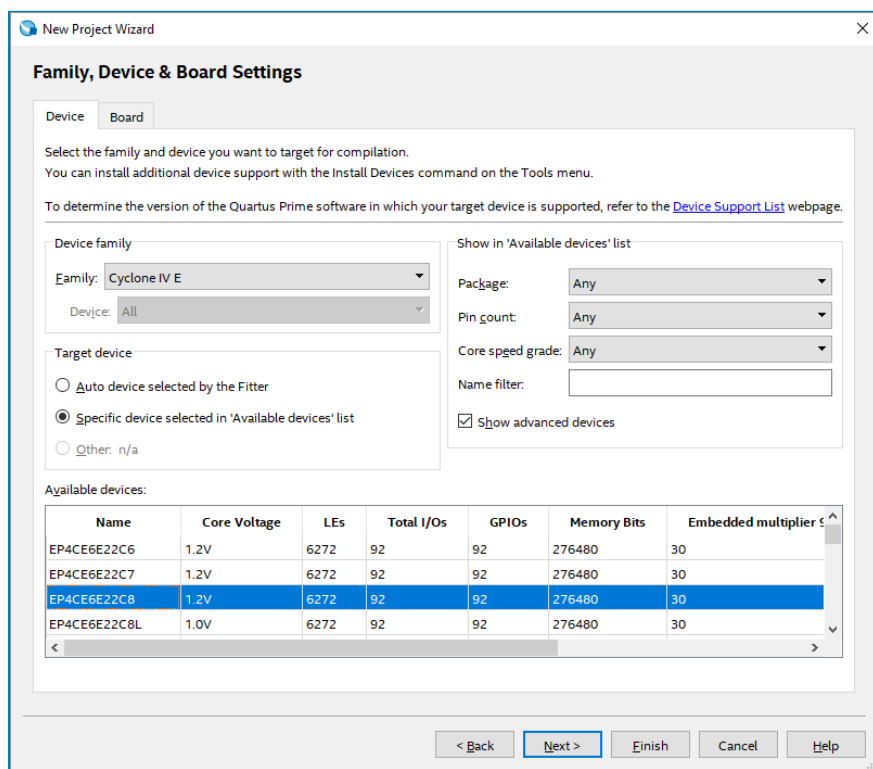 New Project Wizard
Family, Device & Board Settings
Device Board
Select the family and device you want to target for compilation.
You can install additional device support with the Install Devices command on the Tools menu.
To determine the version of the Quartus Prime software in which your target device is supported, refer to the Device Support List webpage.
Device family
Family: Cyclone IV E
Device: All
Show in 'Available devices' list
Package: Any
Pin count: Any
Core speed grade: Any
Name filter:
Show advanced devices
Target device
Auto device selected by the Fitter
Specific device selected in 'Available devices' list
Other: n/a
Available devices:
Name Core Voltage LEs Total I/Os GPIOs Memory Bits Embedded multiplier 9
EP4CE6E22C6 1.2V 6272 92 92 276480 30
EP4CE6E22C7 1.2V 6272 92 92 276480 30
EP4CE6E22C8 1.2V 6272 92 92 276480 30
EP4CE6E22C8L 1.0V 6272 92 92 276480 30
< Back Next > Finish Cancel Help